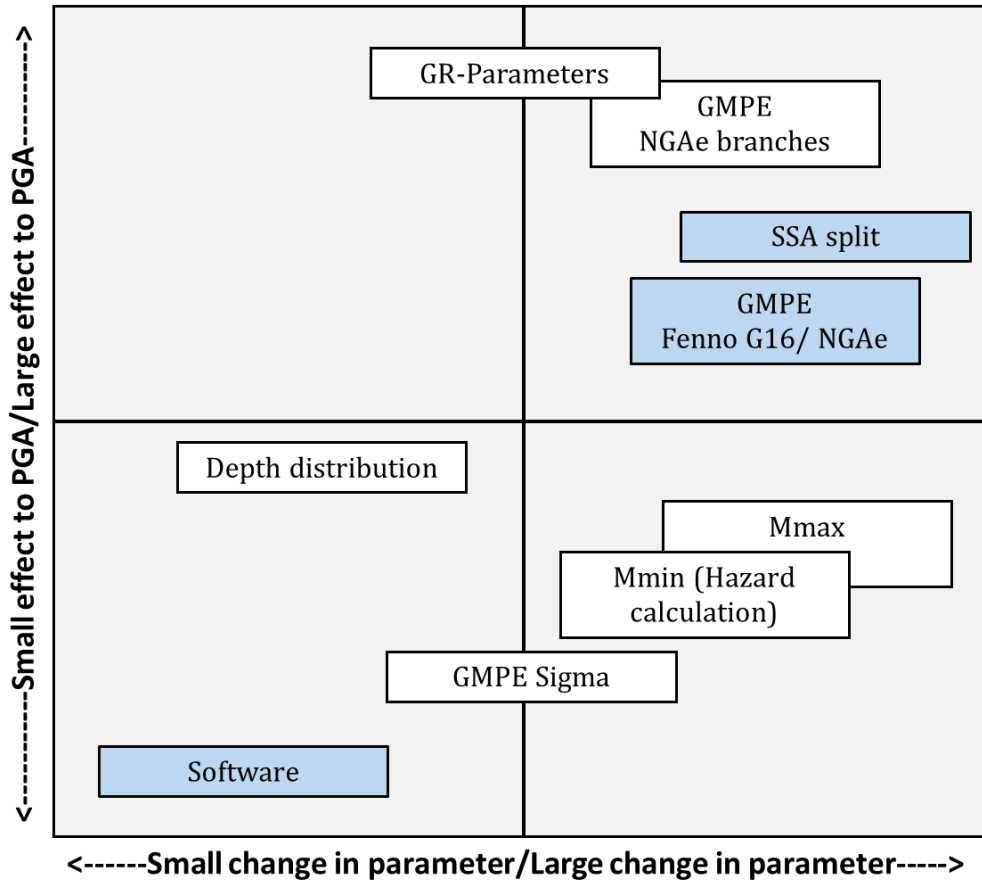 <---------Small effect to PGA/Large effect to PGA---------->
GR-Parameters
GMPE
NGAe branches
SSA split
GMPE
Fenno G16/ NGAe
Depth distribution
Mmax
Mmin (Hazard
calculation)
GMPE Sigma
Software
<------Small change in parameter/Large change in parameter----->